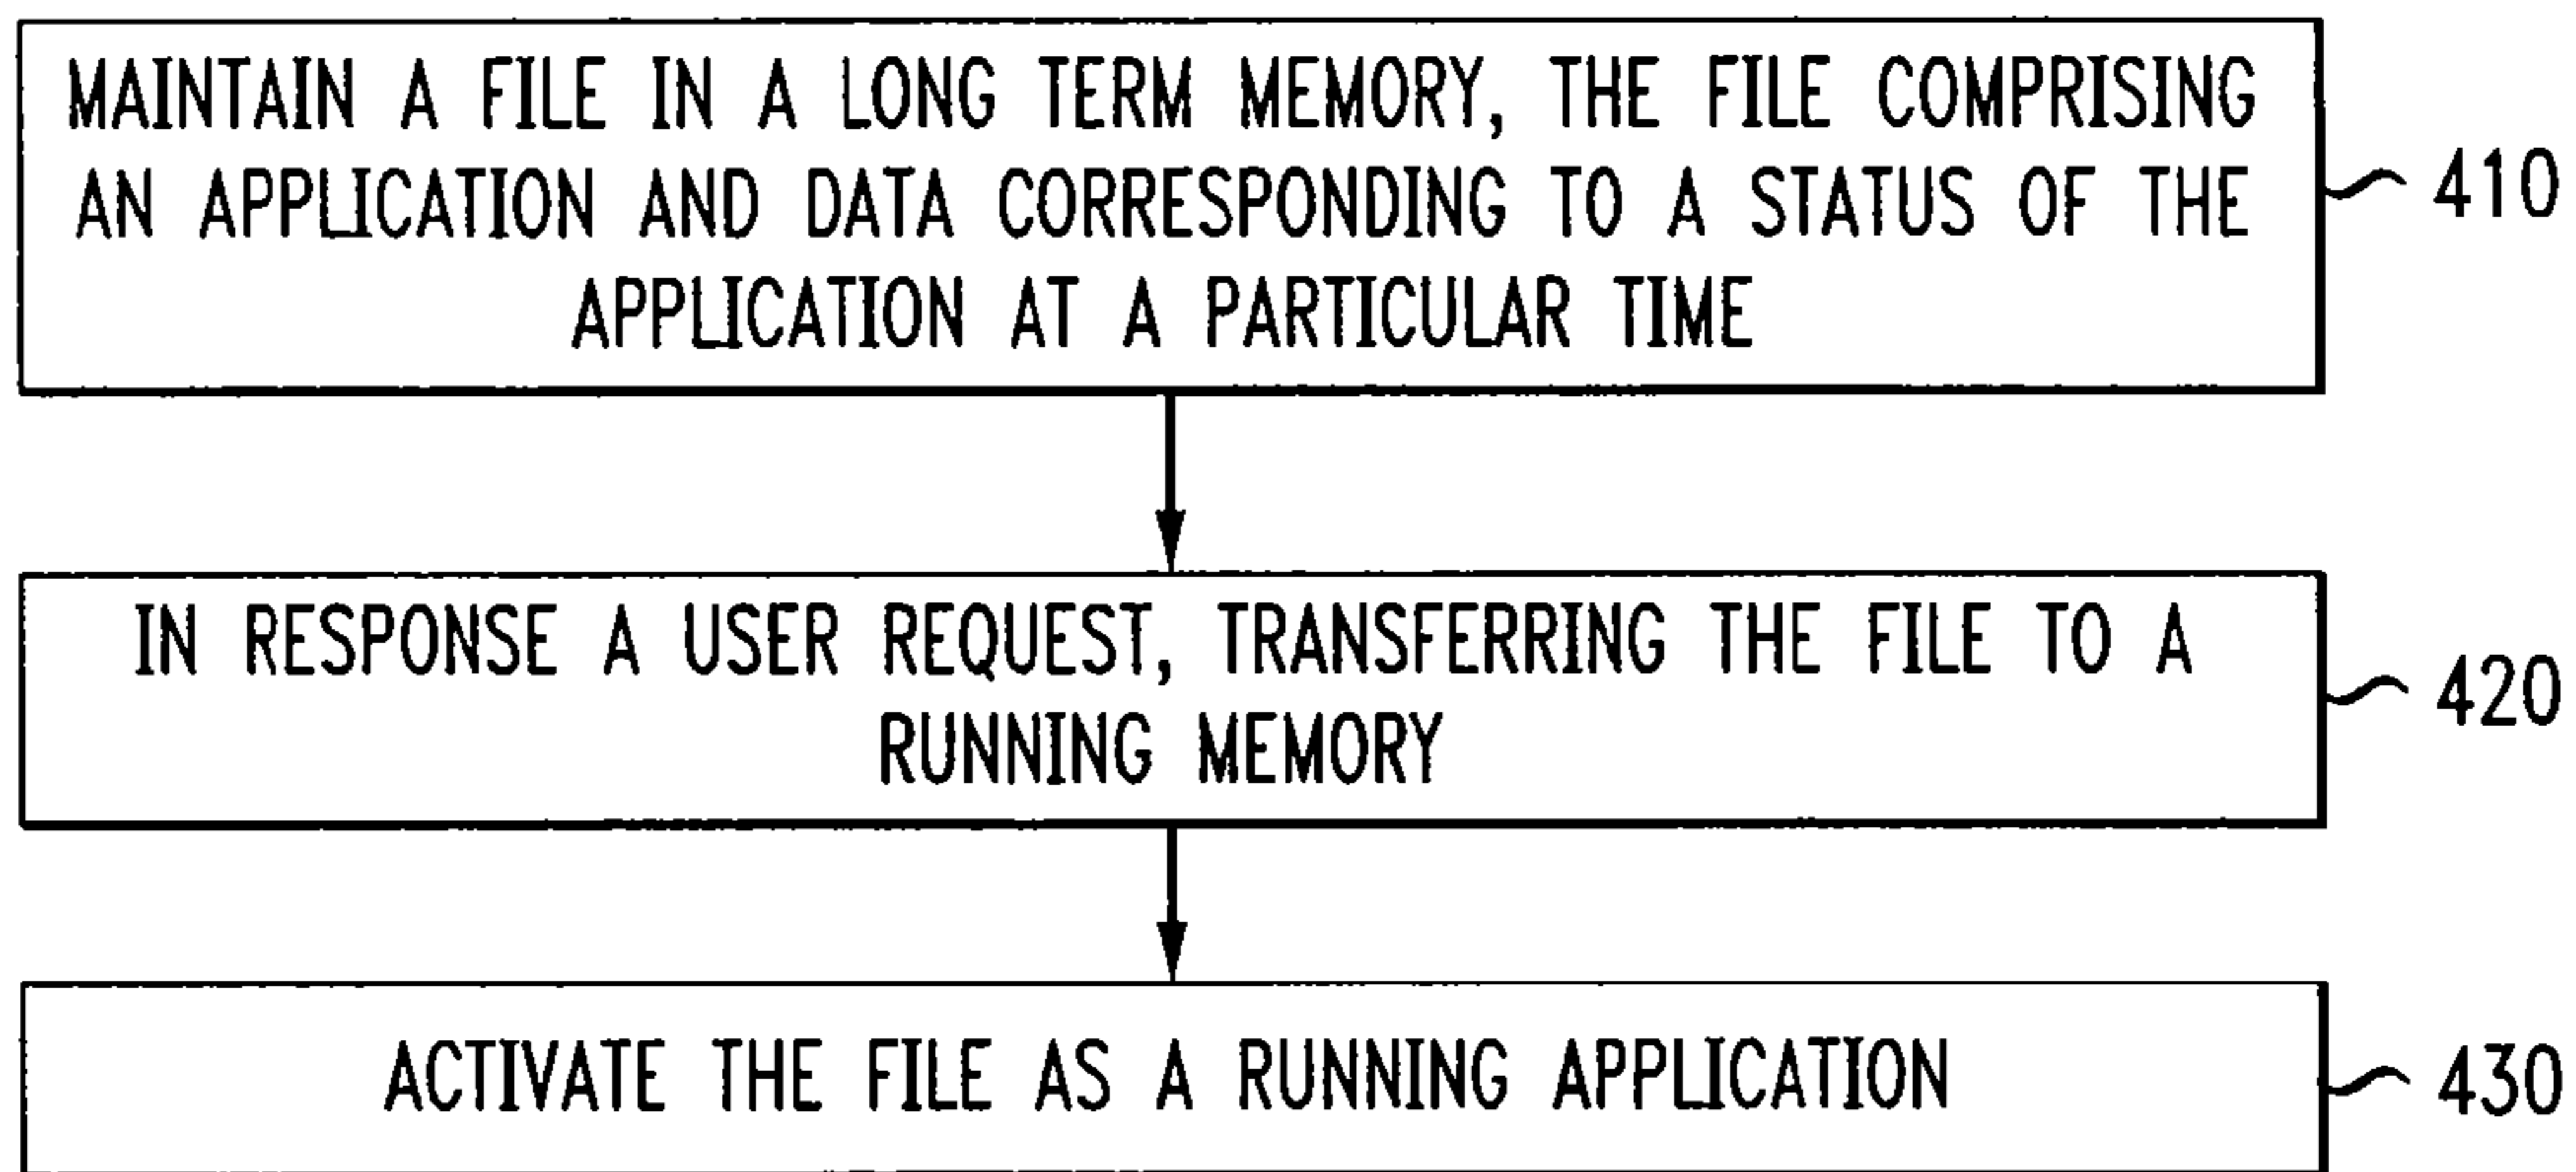 MAINTAIN A FILE IN A LONG TERM MEMORY, THE FILE COMPRISING
AN APPLICATION AND DATA CORRESPONDING TO A STATUS OF THE
APPLICATION AT A PARTICULAR TIME
410
IN RESPONSE A USER REQUEST, TRANSFERRING THE FILE TO A
RUNNING MEMORY
420
ACTIVATE THE FILE AS A RUNNING APPLICATION
430